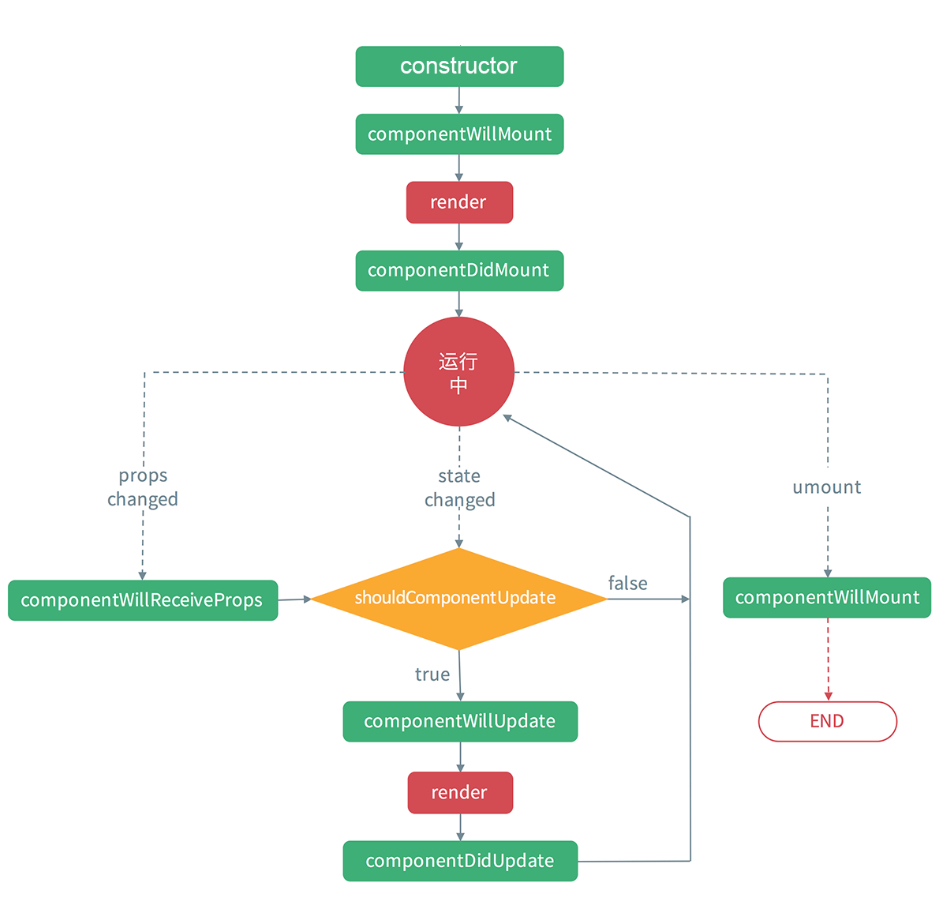 constructor
componentWillMount
render
componentDidMount
运行
中
props
changed
state
changed
umount
componentWillReceiveProps
shouldComponentUpdate
false
componentWillMount
true
componentWillUpdate
END
render
componentDidUpdate